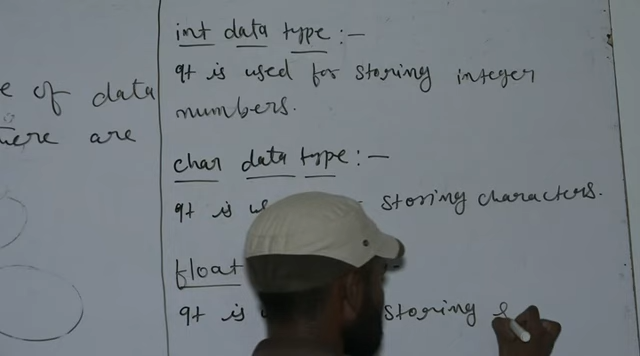 e of data
there are
int data type :-
It is used for storing integer
numbers.
char data type :-
It is storing characters.
float
It is storing